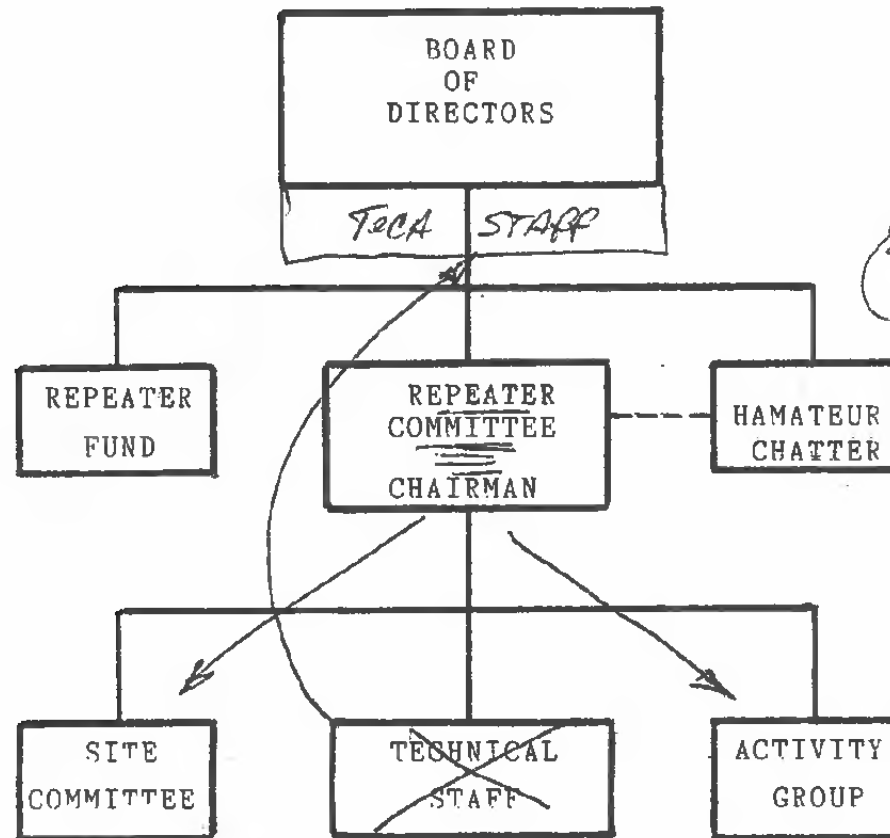 BOARD
OF
DIRECTORS
TECH STAFF
REPEATER
FUND
REPEATER
COMMITTEE
CHAIRMAN
HAMATEUR
CHATTER
SITE
COMMITTEE
TECHNICAL
STAFF
ACTIVITY
GROUP